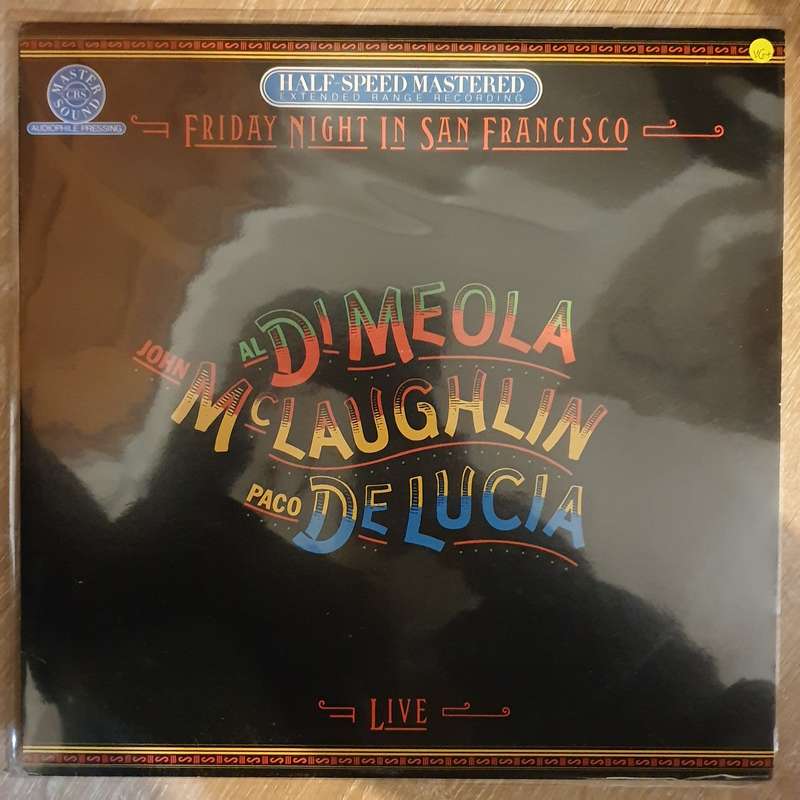 HALF-SPEED MASTERED
EXTENDED RANGE RECORDING
MASTER
CBS
SOUND
AUDIOPHILE PRESSING
VG+
FRIDAY NIGHT IN SAN FRANCISCO
AL DI MEOLA
JOHN
MCLAUGHLIN
PACO DE LUCIA
LIVE